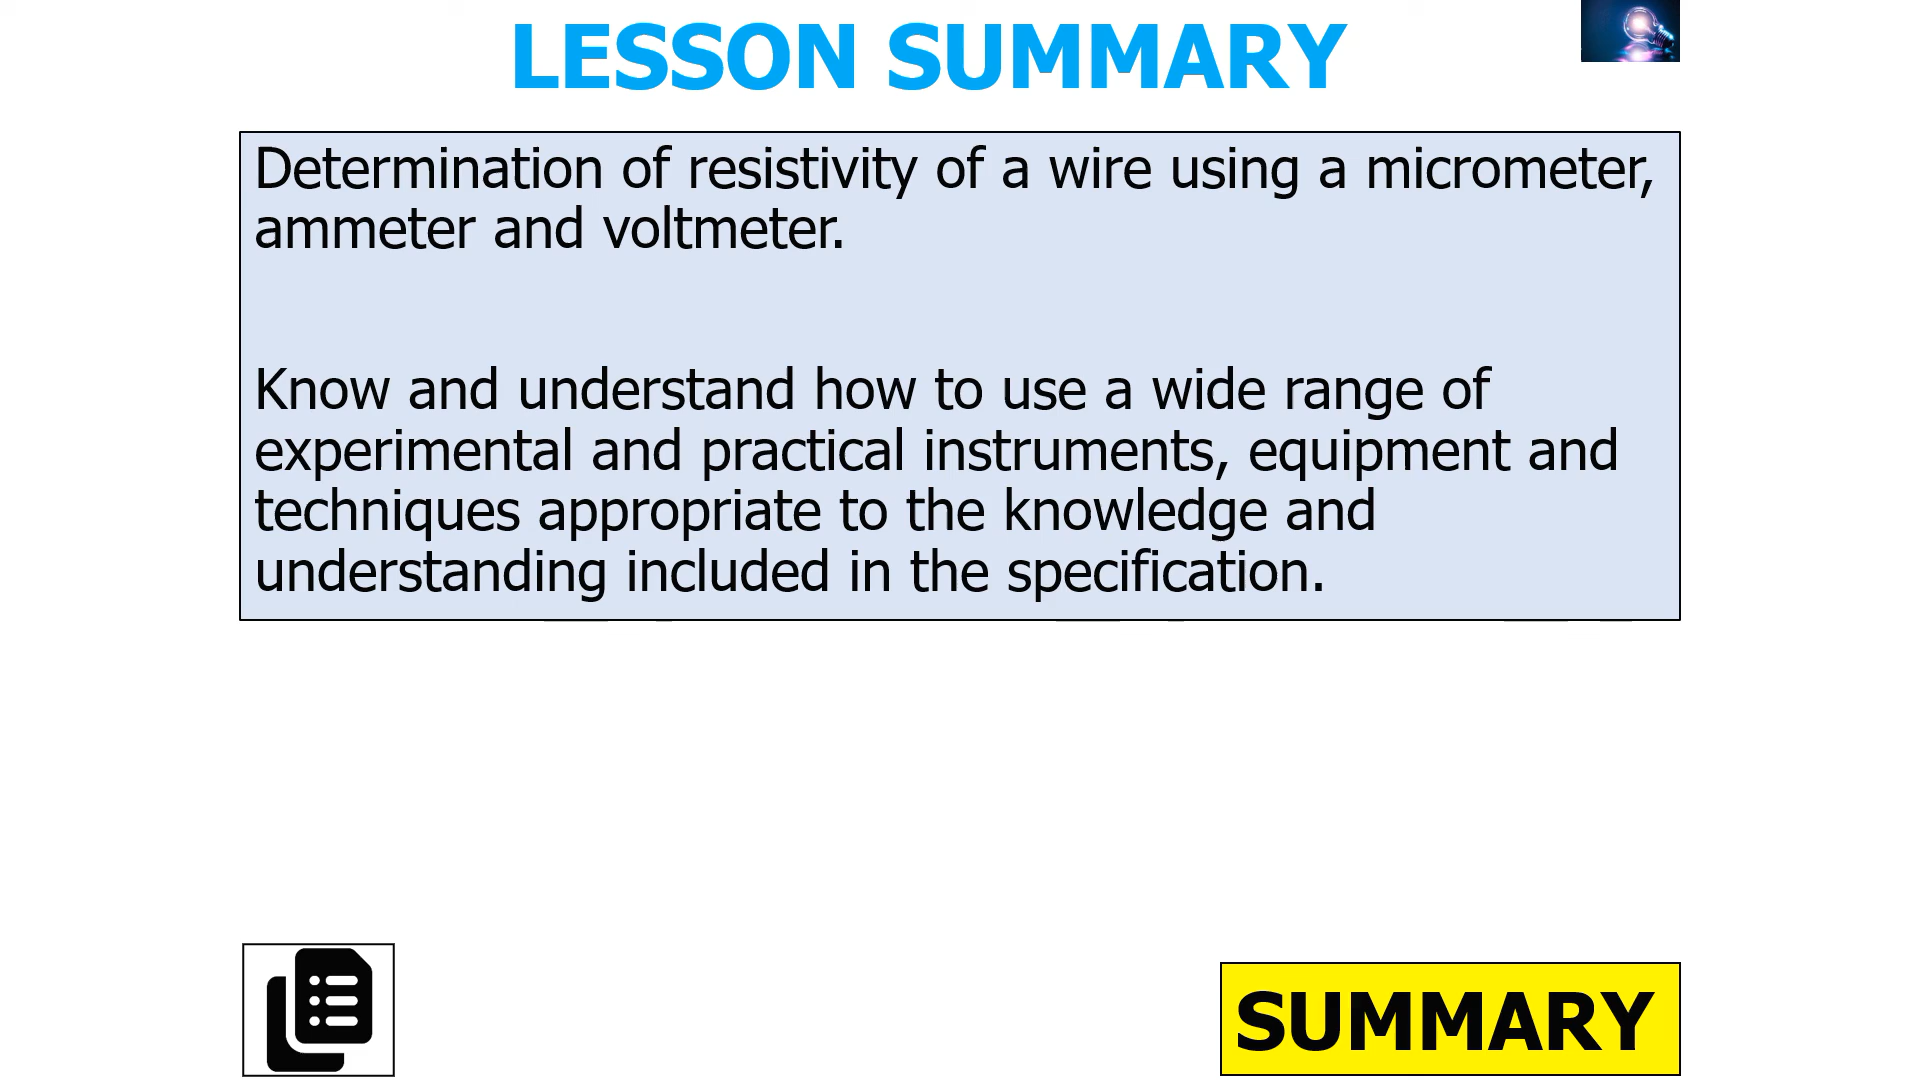 LESSON SUMMARY
Determination of resistivity of a wire using a micrometer,
ammeter and voltmeter.
Know and understand how to use a wide range of
experimental and practical instruments, equipment and
techniques appropriate to the knowledge and
understanding included in the specification.
SUMMARY